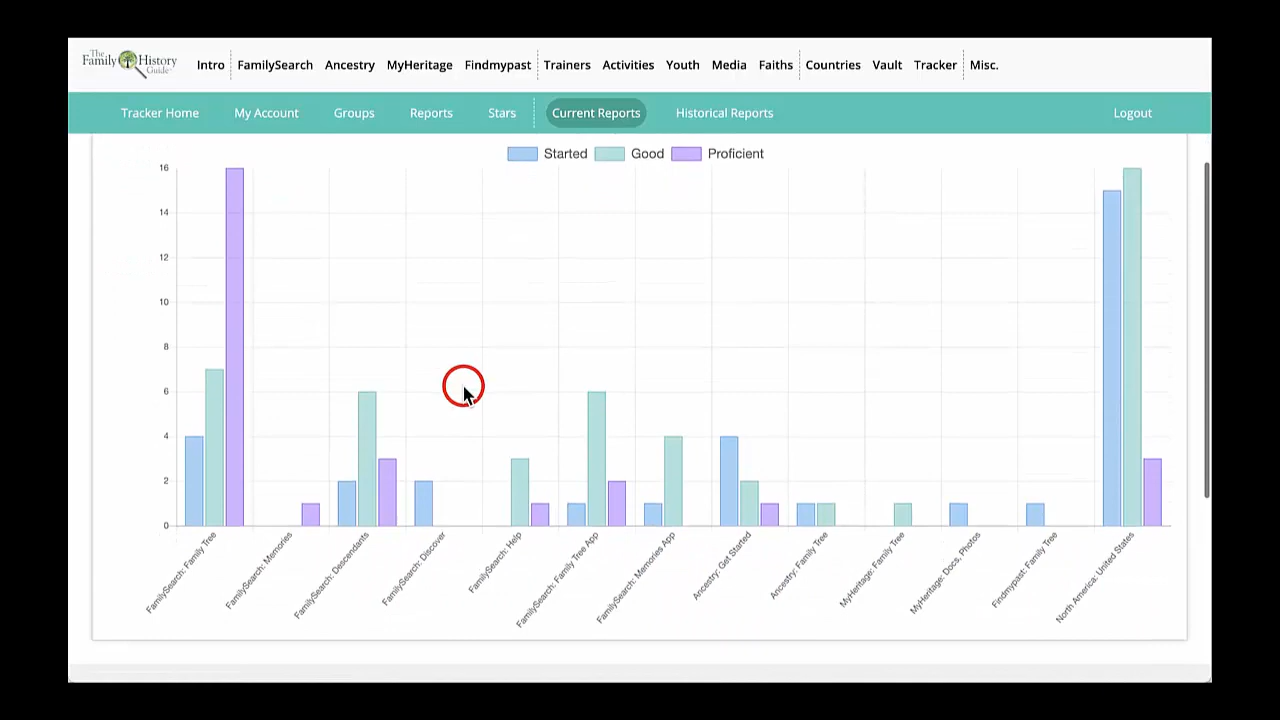 The
Family History
Guide
Intro FamilySearch Ancestry MyHeritage Findmypast Trainers Activities Youth Media Faiths Countries Vault Tracker Misc.
Tracker Home My Account Groups Reports Stars Current Reports Historical Reports Logout
Started Good Proficient
16
14
12
10
8
6
4
2
0
FamilySearch: Family Tree
FamilySearch: Memories
FamilySearch: Descendants
FamilySearch: Discover
FamilySearch: Help
FamilySearch: Family Tree App
FamilySearch: Memories App
Ancestry: Get Started
Ancestry: Family Tree
MyHeritage: Family Tree
MyHeritage: Docs, Photos
Findmypast: Family Tree
North America: United States